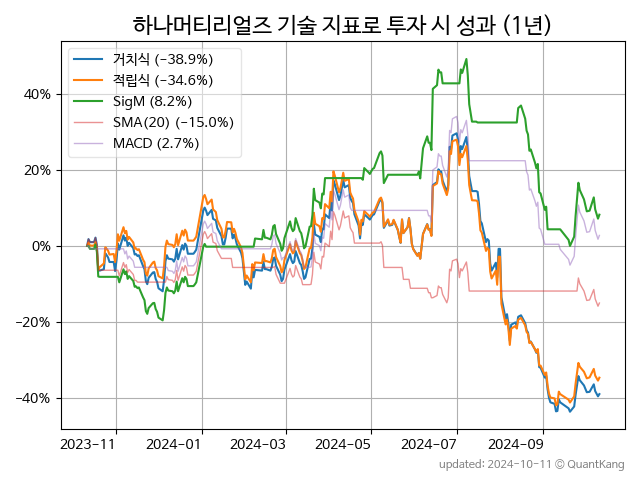 하나머티리얼즈 기술 지표로 투자 시 성과 (1년)
거치식 (−38.9%)
적립식 (−34.6%)
SigM (8.2%)
SMA(20) (−15.0%)
MACD (2.7%)
40%
20%
0%
−20%
−40%
2023−11
2024−01
2024−03
2024−05
2024−07
2024−09
updated: 2024-10-11 © QuantKang